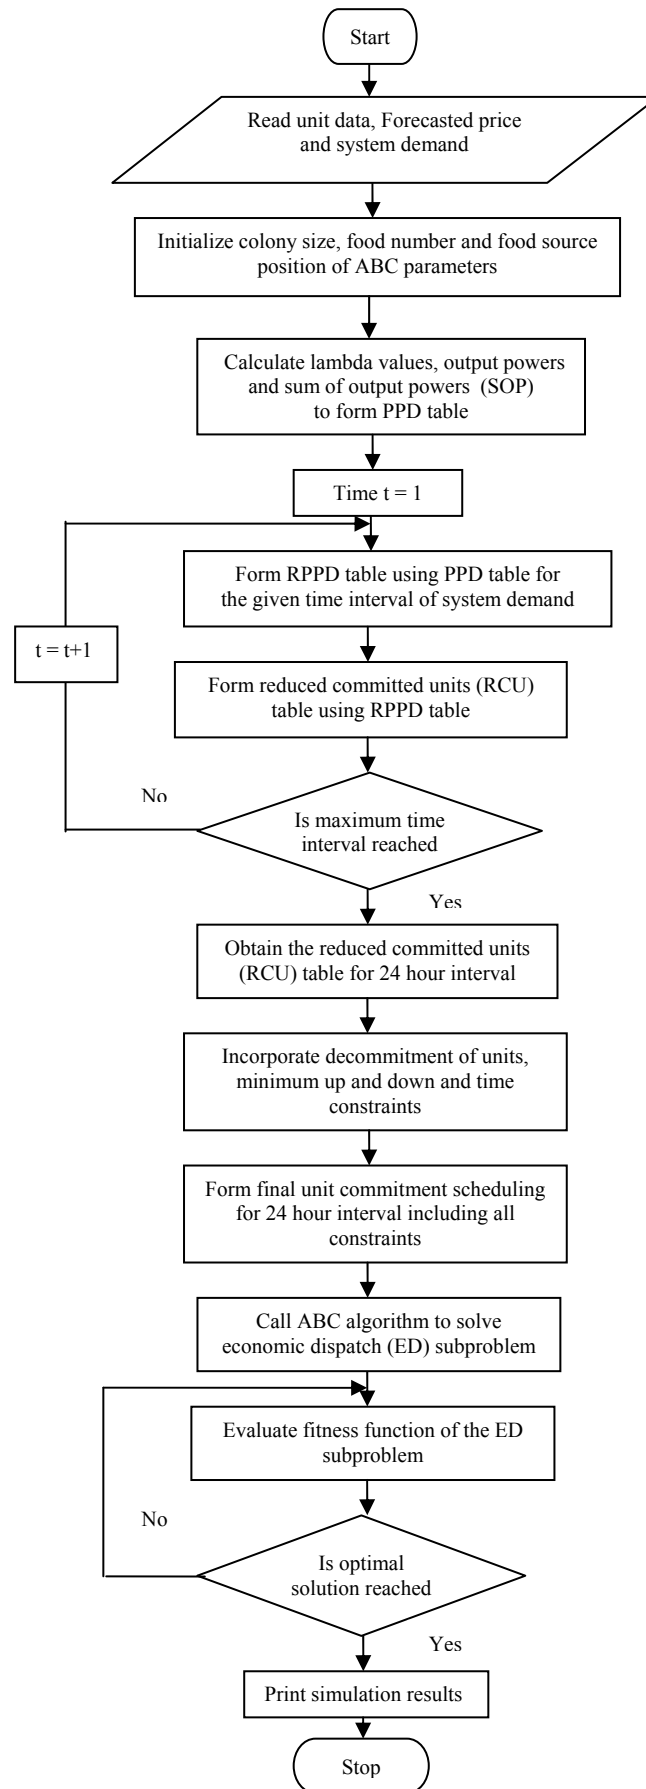 Start
Read unit data, Forecasted price
and system demand
Initialize colony size, food number and food source
position of ABC parameters
Calculate lambda values, output powers
and sum of output powers (SOP)
to form PPD table
Time t = 1
Form RPPD table using PPD table for
the given time interval of system demand
t = t+1
Form reduced committed units (RCU)
table using RPPD table
No
Is maximum time
interval reached
Yes
Obtain the reduced committed units
(RCU) table for 24 hour interval
Incorporate decommitment of units,
minimum up and down and time
constraints
Form final unit commitment scheduling
for 24 hour interval including all
constraints
Call ABC algorithm to solve
economic dispatch (ED) subproblem
Evaluate fitness function of the ED
subproblem
No
Is optimal
solution reached
Yes
Print simulation results
Stop